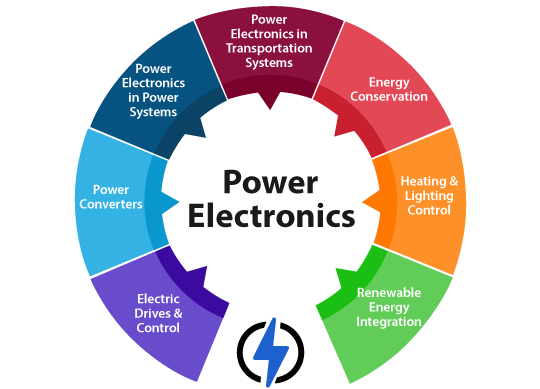 Power
Electronics in
Transportation
Systems
Power
Electronics
in Power
Systems
Energy
Conservation
Power
Converters
Power
Electronics
Heating &
Lighting
Control
Electric
Drives &
Control
Renewable
Energy
Integration